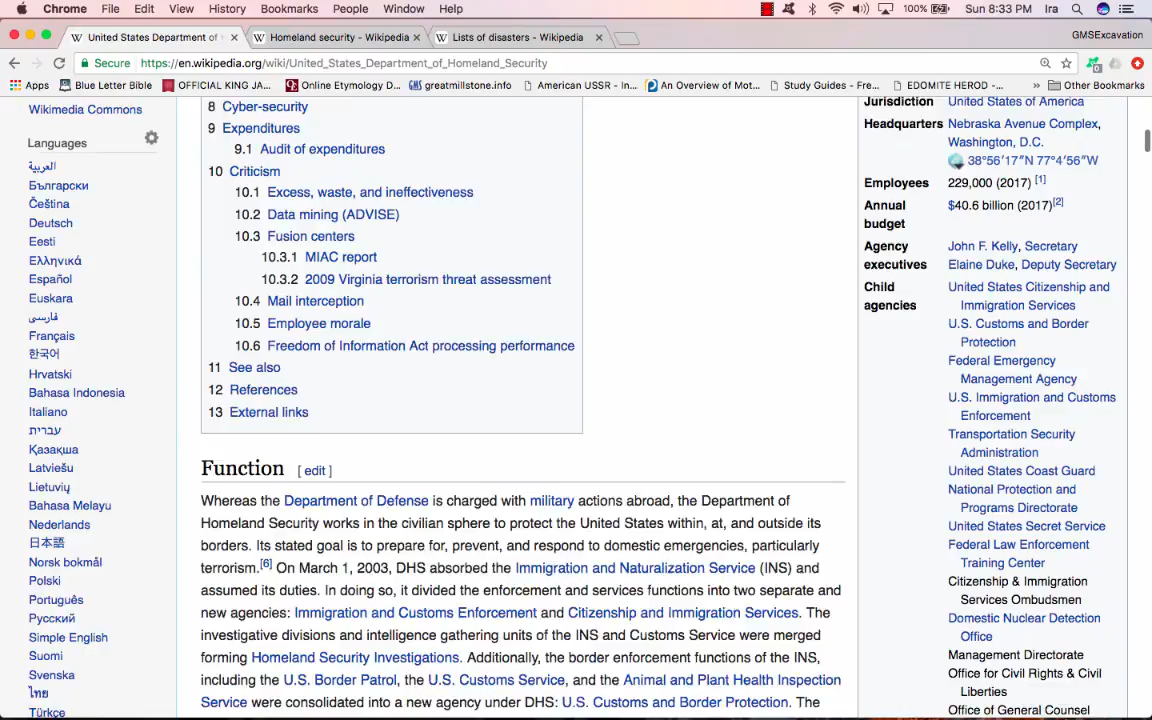 Chrome File Edit View History Bookmarks People Window Help 100% Sun 8:33 PM Ira
United States Department of Homeland security - Wikipedia Lists of disasters - Wikipedia GMSExcavation
Secure https://en.wikipedia.org/wiki/United_States_Department_of_Homeland_Security
Apps Blue Letter Bible OFFICIAL KING JA... Online Etymology D... greatmillstone.info American USSR - In... An Overview of Mot... Study Guides - Fre... EDOMITE HEROD -... » Other Bookmarks
Wikimedia Commons
Languages
العربية
Български
Čeština
Deutsch
Eesti
Ελληνικά
Español
Euskara
فارسی
Français
한국어
Hrvatski
Bahasa Indonesia
Italiano
עברית
Қазақша
Latviešu
Lietuvių
Bahasa Melayu
Nederlands
日本語
Norsk bokmål
Polski
Português
Русский
Simple English
Suomi
Svenska
ไทย
Türkçe
8 Cyber-security
9 Expenditures
9.1 Audit of expenditures
10 Criticism
10.1 Excess, waste, and ineffectiveness
10.2 Data mining (ADVISE)
10.3 Fusion centers
10.3.1 MIAC report
10.3.2 2009 Virginia terrorism threat assessment
10.4 Mail interception
10.5 Employee morale
10.6 Freedom of Information Act processing performance
11 See also
12 References
13 External links
Function [ edit ]
Whereas the Department of Defense is charged with military actions abroad, the Department of
Homeland Security works in the civilian sphere to protect the United States within, at, and outside its
borders. Its stated goal is to prepare for, prevent, and respond to domestic emergencies, particularly
terrorism.[6] On March 1, 2003, DHS absorbed the Immigration and Naturalization Service (INS) and
assumed its duties. In doing so, it divided the enforcement and services functions into two separate and
new agencies: Immigration and Customs Enforcement and Citizenship and Immigration Services. The
investigative divisions and intelligence gathering units of the INS and Customs Service were merged
forming Homeland Security Investigations. Additionally, the border enforcement functions of the INS,
including the U.S. Border Patrol, the U.S. Customs Service, and the Animal and Plant Health Inspection
Service were consolidated into a new agency under DHS: U.S. Customs and Border Protection. The
Jurisdiction United States of America
Headquarters Nebraska Avenue Complex,
Washington, D.C.
38°56′17″N 77°4′56″W
Employees 229,000 (2017) [1]
Annual $40.6 billion (2017)[2]
budget
Agency John F. Kelly, Secretary
executives Elaine Duke, Deputy Secretary
Child United States Citizenship and
agencies Immigration Services
U.S. Customs and Border
Protection
Federal Emergency
Management Agency
U.S. Immigration and Customs
Enforcement
Transportation Security
Administration
United States Coast Guard
National Protection and
Programs Directorate
United States Secret Service
Federal Law Enforcement
Training Center
Citizenship & Immigration
Services Ombudsmen
Domestic Nuclear Detection
Office
Management Directorate
Office for Civil Rights & Civil
Liberties
Office of General Counsel